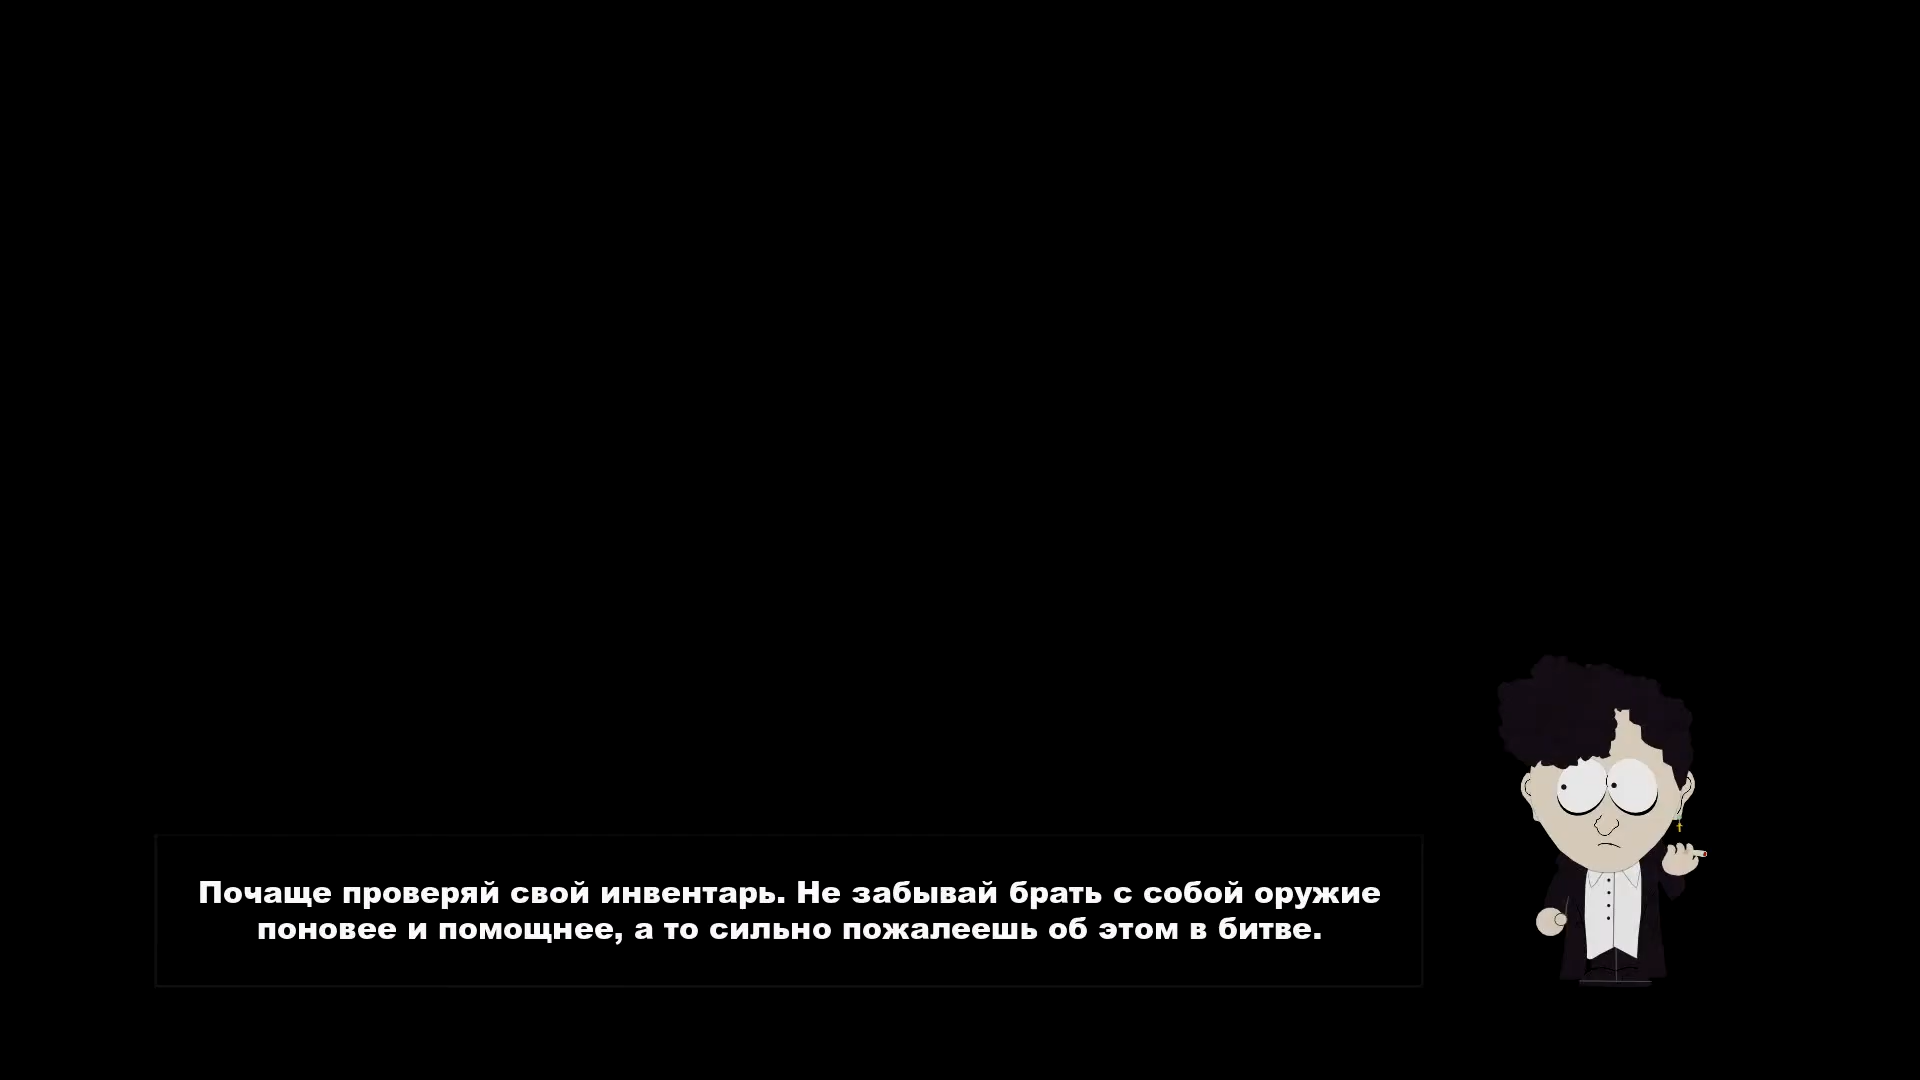 Почаще проверяй свой инвентарь. Не забывай брать с собой оружие
поновее и помощнее, а то сильно пожалеешь об этом в битве.